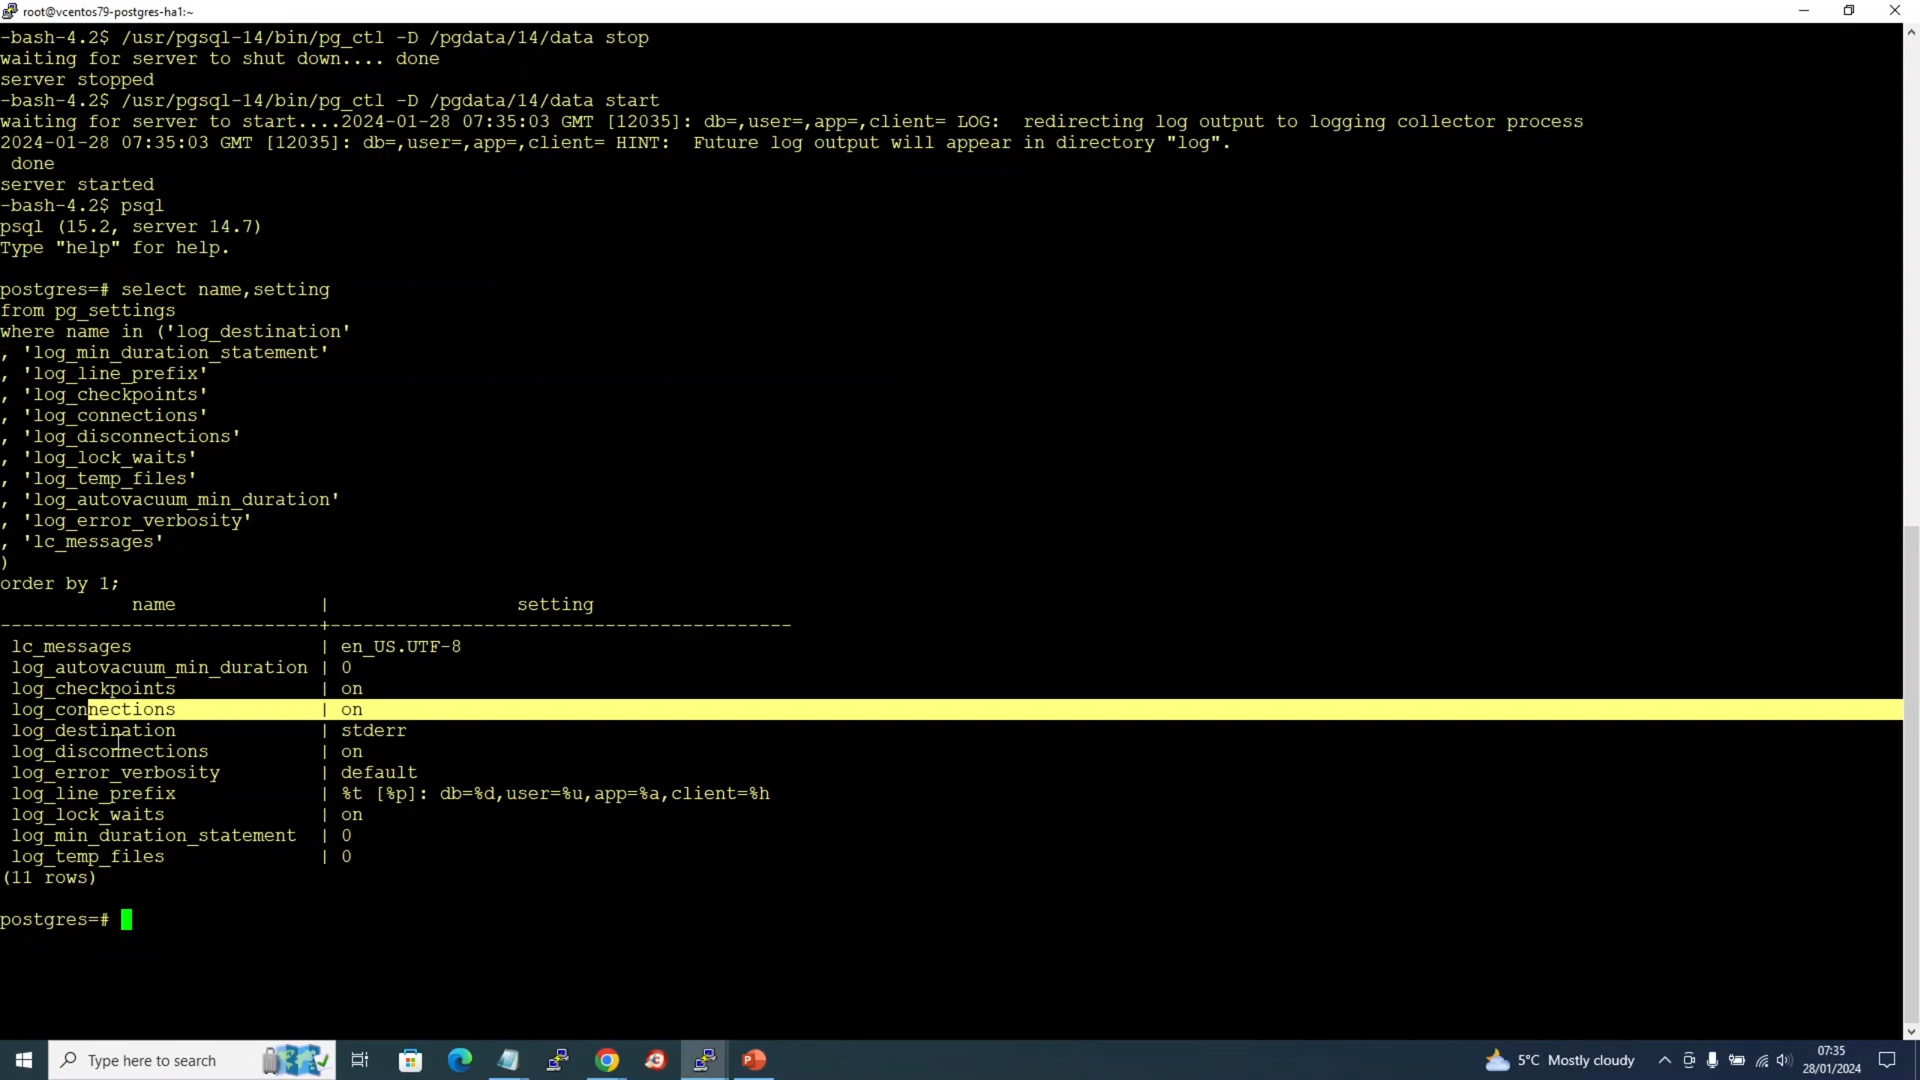 root@vcentos79-postgres-ha1:~
-bash-4.2$ /usr/pgsql-14/bin/pg_ctl -D /pgdata/14/data stop
waiting for server to shut down.... done
server stopped
-bash-4.2$ /usr/pgsql-14/bin/pg_ctl -D /pgdata/14/data start
waiting for server to start....2024-01-28 07:35:03 GMT [12035]: db=,user=,app=,client= LOG:  redirecting log output to logging collector process
2024-01-28 07:35:03 GMT [12035]: db=,user=,app=,client= HINT:  Future log output will appear in directory "log".
 done
server started
-bash-4.2$ psql
psql (15.2, server 14.7)
Type "help" for help.
postgres=# select name,setting
from pg_settings
where name in ('log_destination'
, 'log_min_duration_statement'
, 'log_line_prefix'
, 'log_checkpoints'
, 'log_connections'
, 'log_disconnections'
, 'log_lock_waits'
, 'log_temp_files'
, 'log_autovacuum_min_duration'
, 'log_error_verbosity'
, 'lc_messages'
)
order by 1;
            name             |                 setting
-----------------------------+------------------------------------------
 lc_messages                 | en_US.UTF-8
 log_autovacuum_min_duration | 0
 log_checkpoints             | on
 log_connections             | on
 log_destination             | stderr
 log_disconnections          | on
 log_error_verbosity         | default
 log_line_prefix             | %t [%p]: db=%d,user=%u,app=%a,client=%h
 log_lock_waits              | on
 log_min_duration_statement  | 0
 log_temp_files              | 0
(11 rows)
postgres=#
Type here to search
5°C Mostly cloudy
07:35
28/01/2024